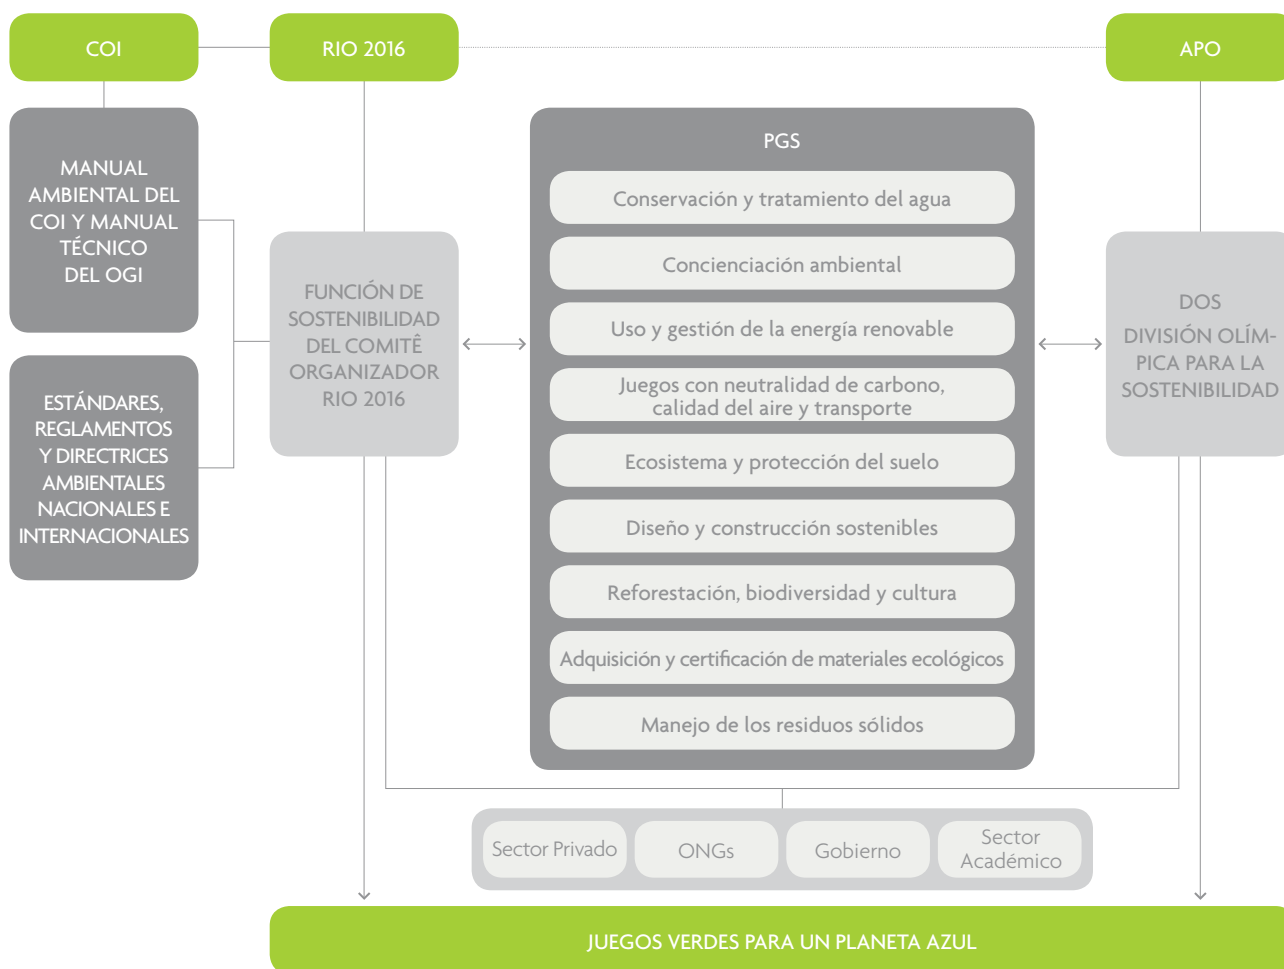 COI
RIO 2016
APO
MANUAL
AMBIENTAL DEL
COI Y MANUAL
TÉCNICO
DEL OGI
ESTÁNDARES,
REGLAMENTOS
Y DIRECTRICES
AMBIENTALES
NACIONALES E
INTERNACIONALES
FUNCIÓN DE
SOSTENIBILIDAD
DEL COMITÊ
ORGANIZADOR
RIO 2016
PGS
Conservación y tratamiento del agua
Concienciación ambiental
Uso y gestión de la energía renovable
Juegos con neutralidad de carbono,
calidad del aire y transporte
Ecosistema y protección del suelo
Diseño y construcción sostenibles
Reforestación, biodiversidad y cultura
Adquisición y certificación de materiales ecológicos
Manejo de los residuos sólidos
DOS
DIVISIÓN OLÍM-
PICA PARA LA
SOSTENIBILIDAD
Sector Privado
ONGs
Gobierno
Sector
Académico
JUEGOS VERDES PARA UN PLANETA AZUL